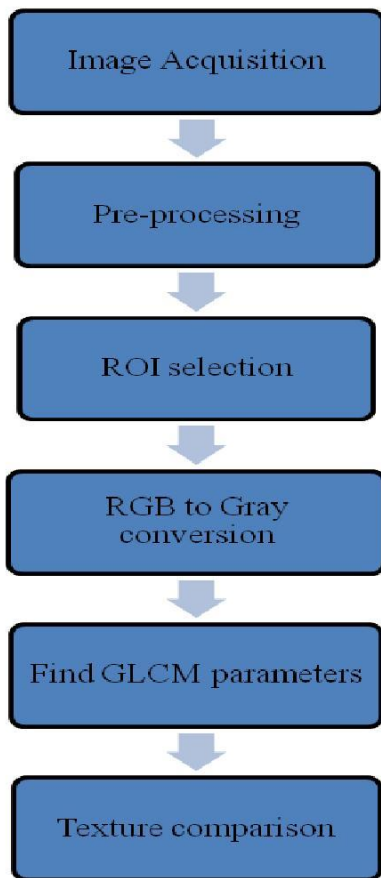 Image Acquisition
Pre-processing
ROI selection
RGB to Gray
conversion
Find GLCM parameters
Texture comparison